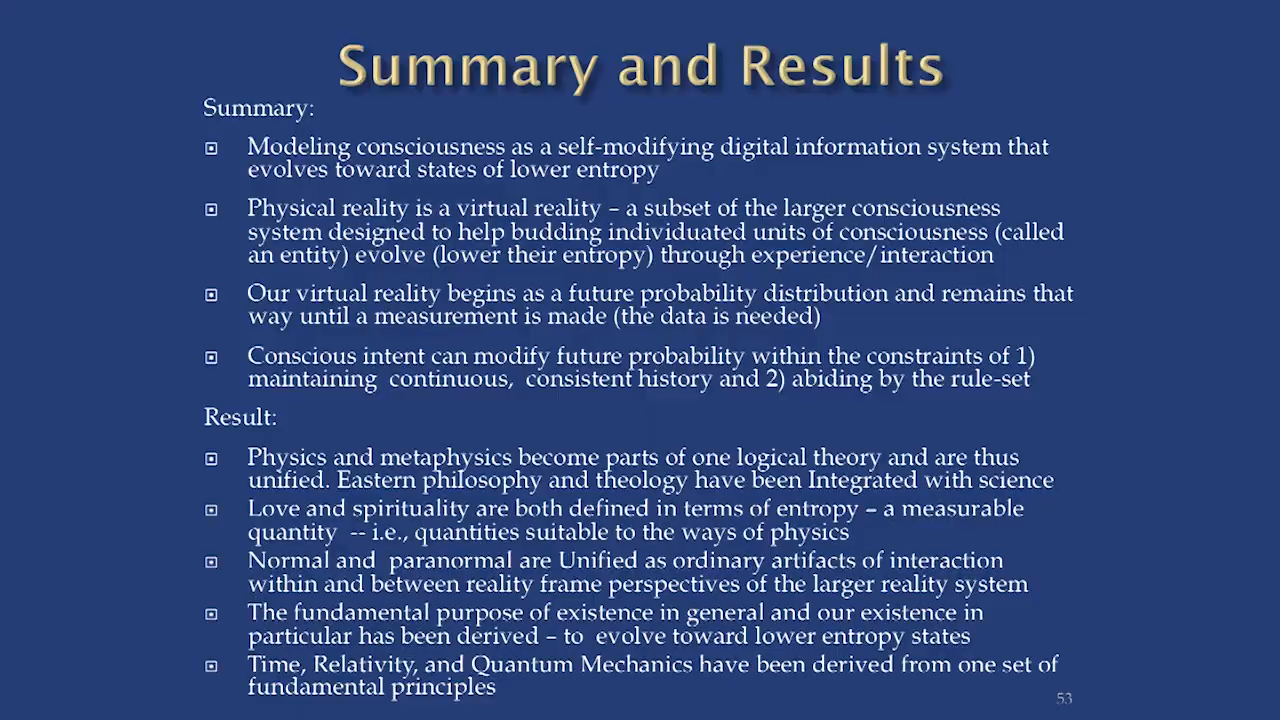 Summary and Results
Summary:
Modeling consciousness as a self-modifying digital information system that
evolves toward states of lower entropy
Physical reality is a virtual reality – a subset of the larger consciousness
system designed to help budding individuated units of consciousness (called
an entity) evolve (lower their entropy) through experience/interaction
Our virtual reality begins as a future probability distribution and remains that
way until a measurement is made (the data is needed)
Conscious intent can modify future probability within the constraints of 1)
maintaining  continuous,  consistent history and 2) abiding by the rule-set
Result:
Physics and metaphysics become parts of one logical theory and are thus
unified. Eastern philosophy and theology have been Integrated with science
Love and spirituality are both defined in terms of entropy – a measurable
quantity  -- i.e., quantities suitable to the ways of physics
Normal and  paranormal are Unified as ordinary artifacts of interaction
within and between reality frame perspectives of the larger reality system
The fundamental purpose of existence in general and our existence in
particular has been derived – to  evolve toward lower entropy states
Time, Relativity, and Quantum Mechanics have been derived from one set of
fundamental principles
53